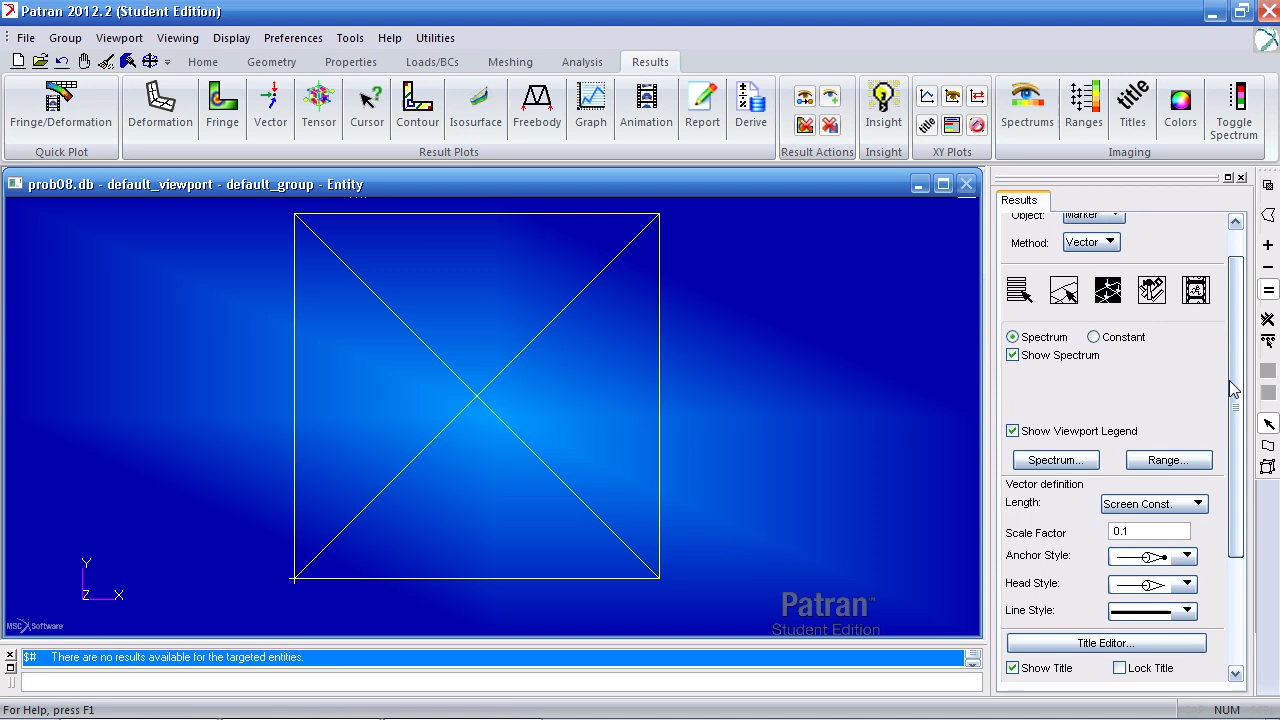 Patran 2012.2 (Student Edition)
File Group Viewport Viewing Display Preferences Tools Help Utilities
Home Geometry Properties Loads/BCs Meshing Analysis Results
Fringe/Deformation Deformation Fringe Vector Tensor Cursor Contour Isosurface Freebody Graph Animation Report Derive Insight Spectrums Ranges Titles Colors Toggle Spectrum
Quick Plot Result Plots Result Actions Insight XY Plots Imaging
prob08.db - default_viewport - default_group - Entity
Y
Z X
MSC Software
Patran™
Student Edition
Results
Object: Marker
Method: Vector
Spectrum Constant
Show Spectrum
Show Viewport Legend
Spectrum... Range...
Vector definition
Length: Screen Const.
Scale Factor 0.1
Anchor Style:
Head Style:
Line Style:
Title Editor...
Show Title Lock Title
$# There are no results available for the targeted entities.
For Help, press F1 NUM